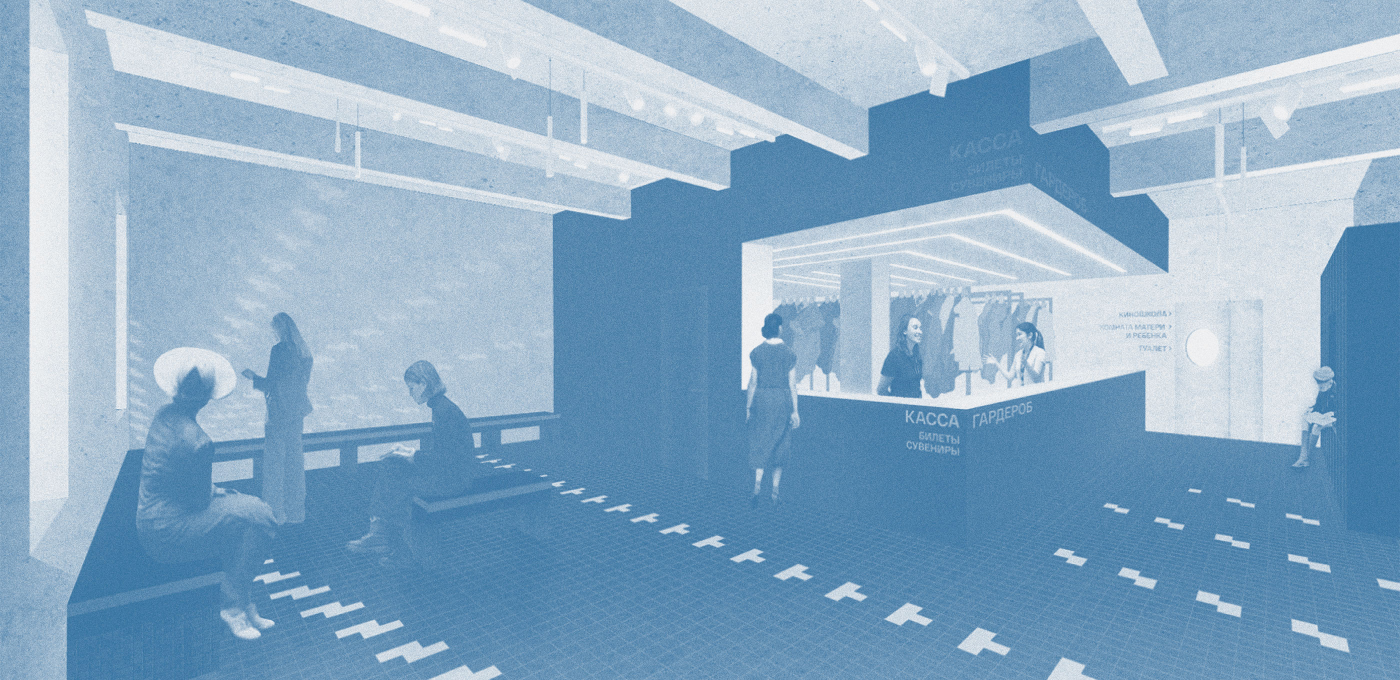 КАССА
БИЛЕТЫ
СУВЕНИРЫ
ГАРДЕРОБ
КИНОШКОЛА ›
КОМНАТА МАТЕРИ ›
И РЕБЕНКА
ТУАЛЕТ ›
КАССА
БИЛЕТЫ
СУВЕНИРЫ
ГАРДЕРОБ